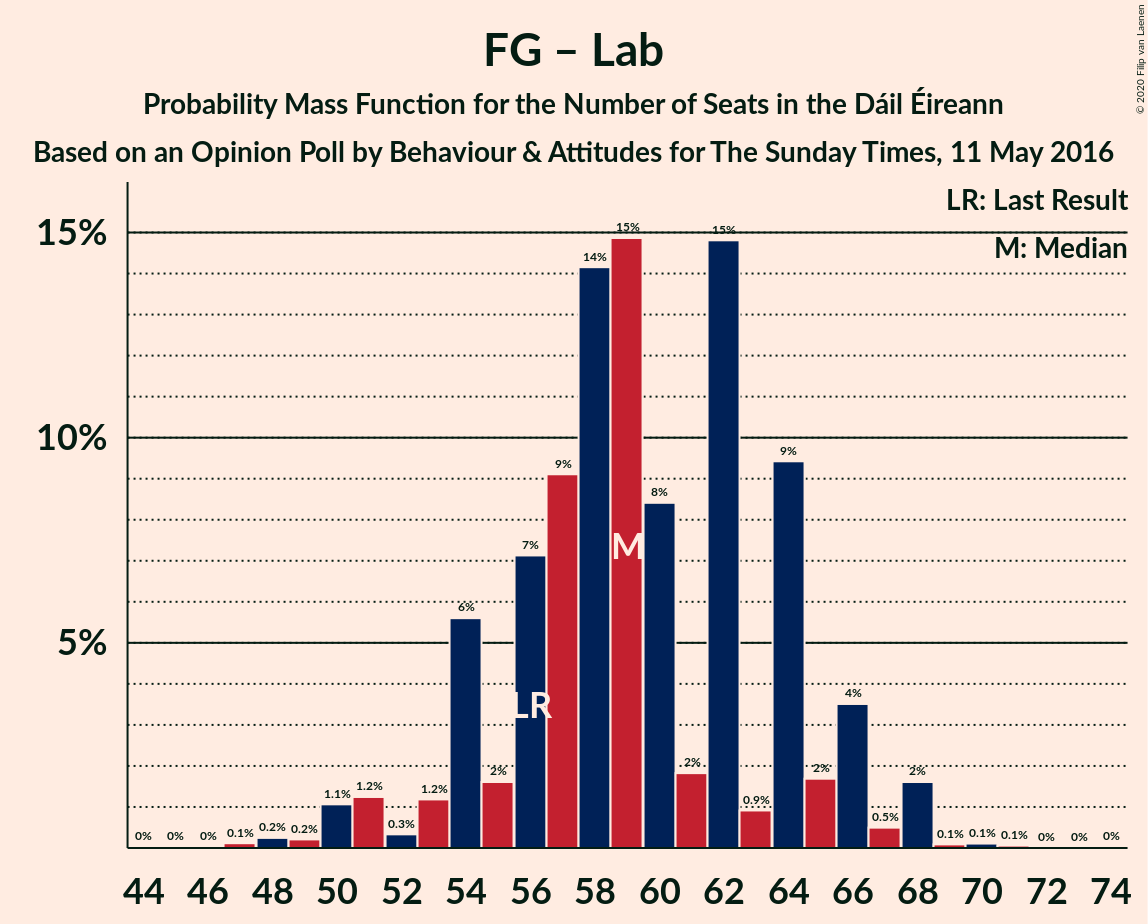 © 2020 Filip van Laenen
FG – Lab
Probability Mass Function for the Number of Seats in the Dáil Éireann
Based on an Opinion Poll by Behaviour & Attitudes for The Sunday Times, 11 May 2016
LR: Last Result
M: Median
15%
10%
5%
0% 0% 0% 0.1% 0.2% 0.2% 1.1% 1.2% 0.3% 1.2% 6% 2% 7% 9% 14% 15% 8% 2% 15% 0.9% 9% 2% 4% 0.5% 2% 0.1% 0.1% 0.1% 0% 0% 0%
M
LR
44 46 48 50 52 54 56 58 60 62 64 66 68 70 72 74